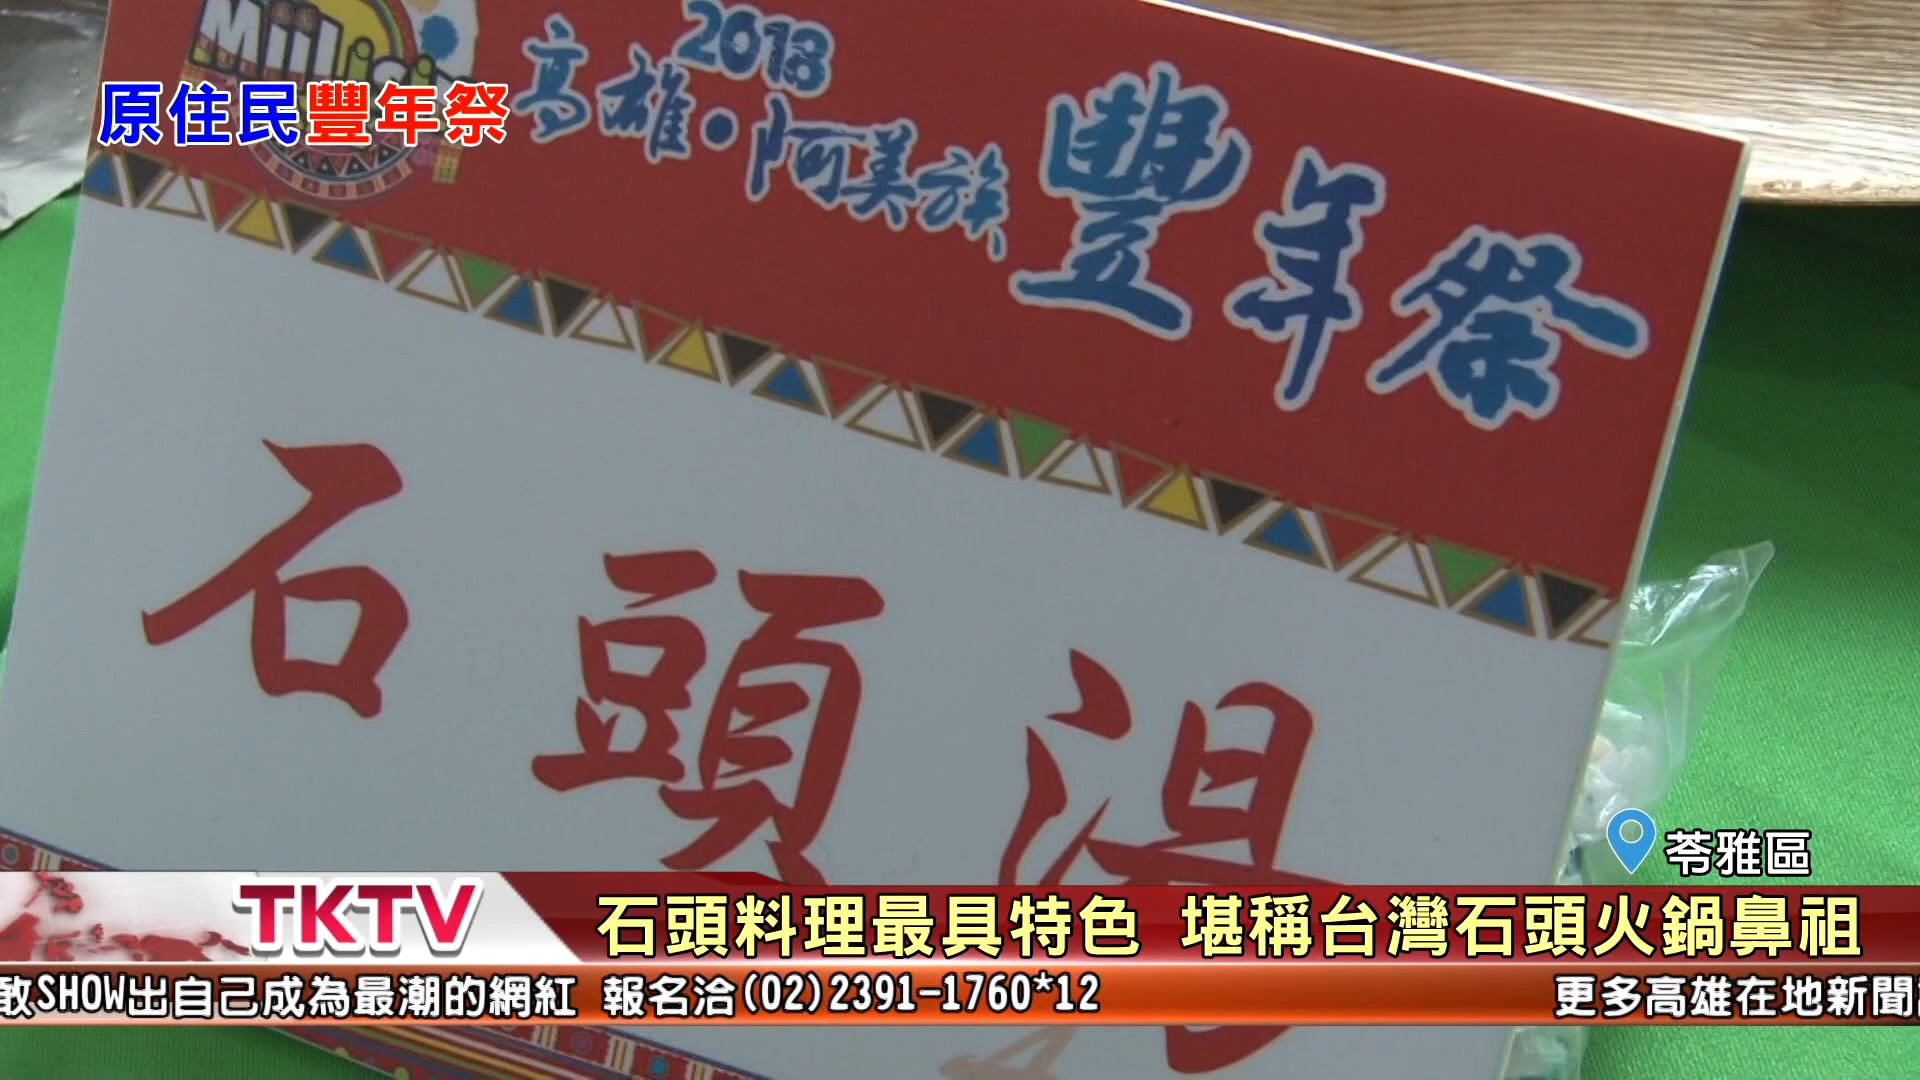 2018
高雄・阿美族豐年祭
原住民豐年祭
石頭湯
苓雅區
TKTV
石頭料理最具特色 堪稱台灣石頭火鍋鼻祖
敢SHOW出自己成為最潮的網紅 報名洽(02)2391-1760*12
更多高雄在地新聞